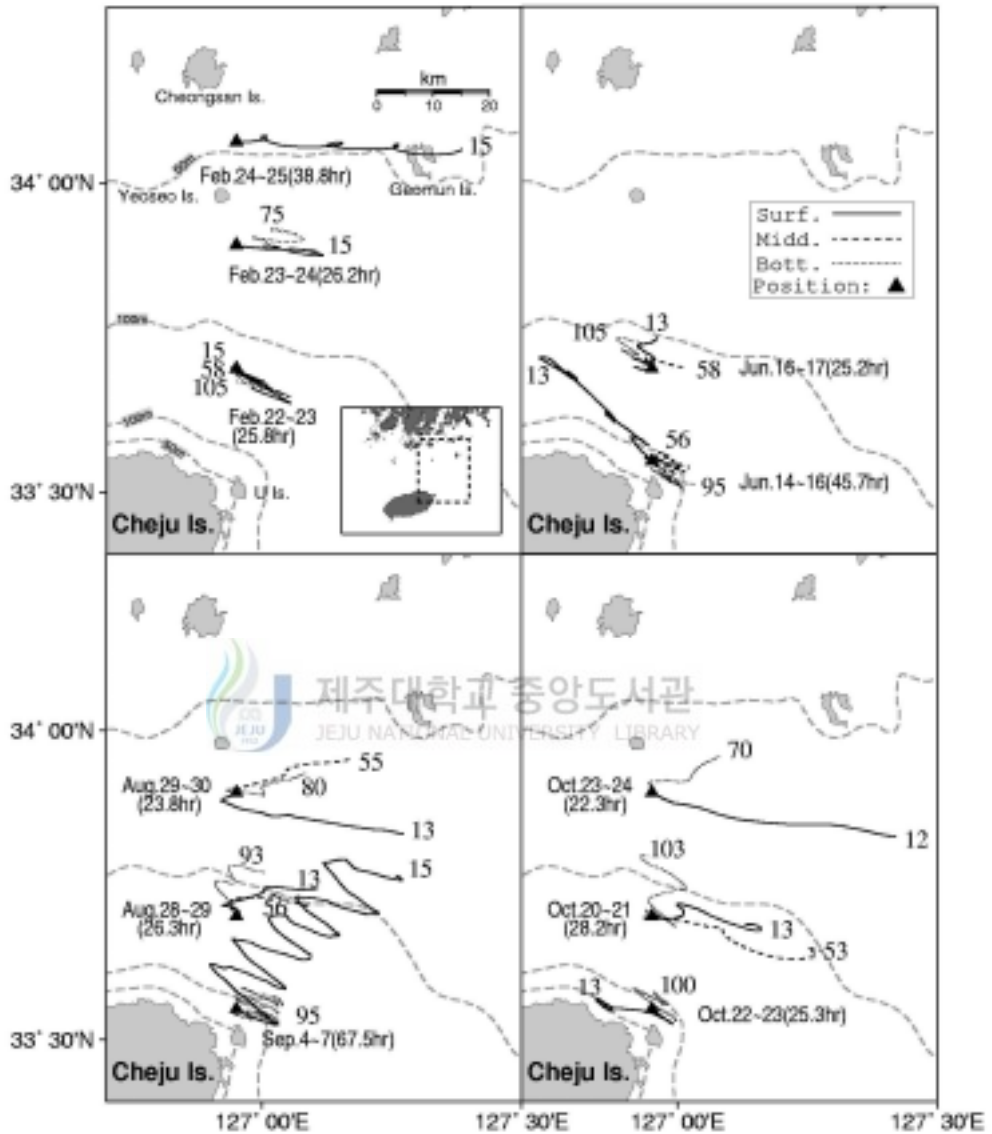 km
0 10 20
Cheongsan Is.
15
50m
34° 00'N
Feb.24~25(38.8hr)
Geomun Is.
Yeoseo Is.
75
15
Feb.23~24(26.2hr)
100m
15
58
105
Feb.22~23
(25.8hr)
100m
50m
U Is.
33° 30'N
Cheju Is.
Surf.
Midd.
Bott.
Position:
105
13
58
Jun.16~17(25.2hr)
13
56
95
Jun.14~16(45.7hr)
제주대학교 중앙도서관
JEJU NATIONAL UNIVERSITY LIBRARY
JEJU
1952
34° 00'N
55
Aug.29~30
(23.8hr)
80
13
93
13
15
Aug.28~29
(26.3hr)
56
95
Sep.4~7(67.5hr)
33° 30'N
Cheju Is.
127° 00'E
127° 30'E
70
Oct.23~24
(22.3hr)
12
103
Oct.20~21
(28.2hr)
13
53
13
100
Oct.22~23(25.3hr)
Cheju Is.
127° 00'E
127° 30'E